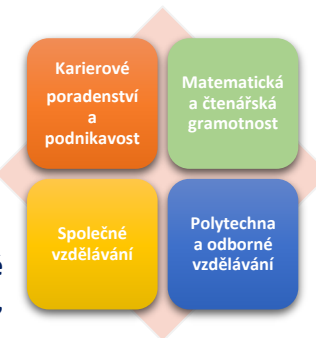 Karierové
poradenství
a
podnikavost
Matematická
a čtenářská
gramotnost
Společné
vzdělávání
Polytechna
a odborné
vzdělávání